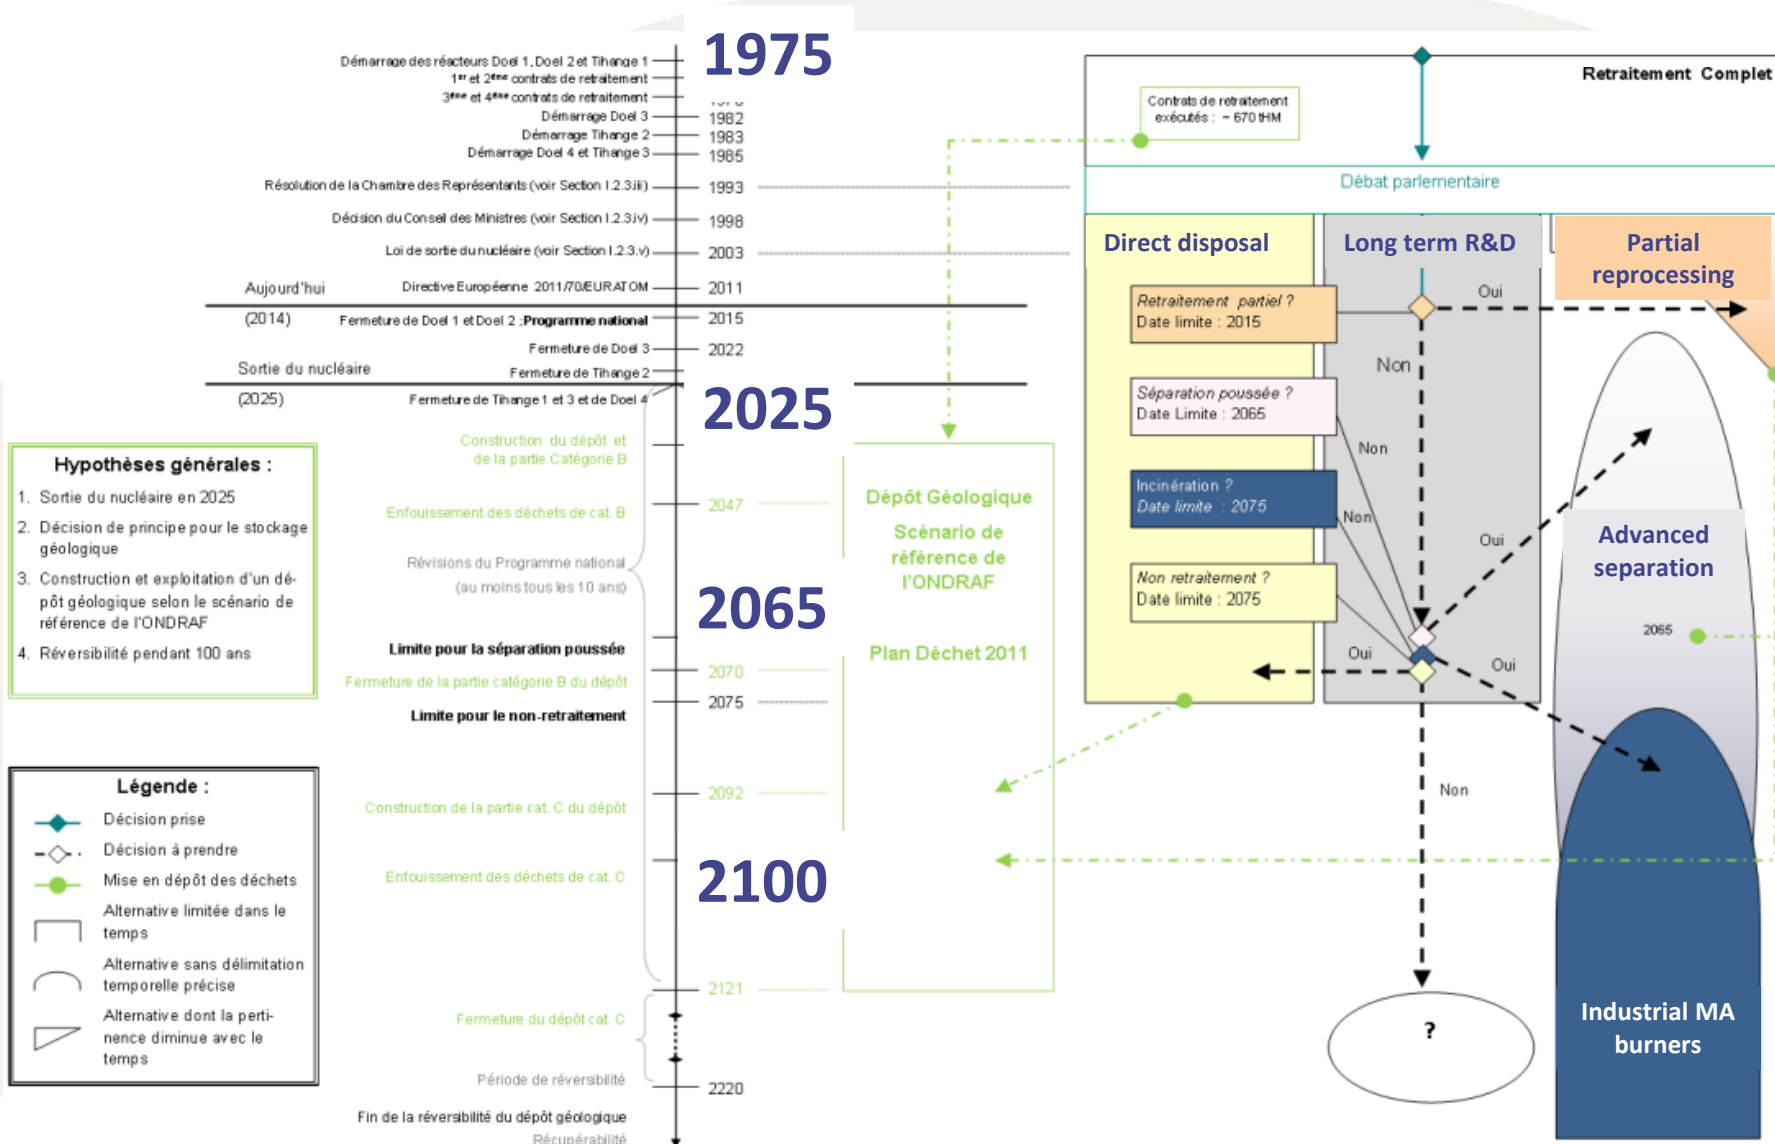 1975
Démarrage des réacteurs Doel 1, Doel 2 et Tihange 1
1er et 2ème contrats de retraitement
3ème et 4ème contrats de retraitement
Démarrage Doel 3
1982
Démarrage Tihange 2
1983
Démarrage Doel 4 et Tihange 3
1985
Résolution de la Chambre des Représentants (voir Section I.2.3.iii)
1993
Décision du Conseil des Ministres (voir Section I.2.3.iv)
1998
Loi de sortie du nucléaire (voir Section I.2.3.v)
2003
Aujourd'hui
Directive Européenne 2011/70/EURATOM
2011
(2014)
Fermeture de Doel 1 et Doel 2 ; Programme national
2015
Fermeture de Doel 3
2022
Sortie du nucléaire
Fermeture de Tihange 2
(2025)
Fermeture de Tihange 1 et 3 et de Doel 4
2025
Construction du dépôt et
de la partie Catégorie B
Enfouissement des déchets de cat. B
2047
Révisions du Programme national
(au moins tous les 10 ans)
2065
Limite pour la séparation poussée
Fermeture de la partie catégorie B du dépôt
2070
2075
Limite pour le non-retraitement
2092
Construction de la partie cat. C du dépôt
Enfouissement des déchets de cat. C
2100
2121
Fermeture du dépôt cat. C
Période de réversibilité
2220
Fin de la réversibilité du dépôt géologique
Récupérabilité
Hypothèses générales :
1. Sortie du nucléaire en 2025
2. Décision de principe pour le stockage
géologique
3. Construction et exploitation d'un dé-
pôt géologique selon le scénario de
référence de l'ONDRAF
4. Réversibilité pendant 100 ans
Légende :
Décision prise
Décision à prendre
Mise en dépôt des déchets
Alternative limitée dans le
temps
Alternative sans délimitation
temporelle précise
Alternative dont la perti-
nence diminue avec le
temps
Dépôt Géologique
Scénario de
référence de
l'ONDRAF
Plan Déchet 2011
Retraitement Complet
Contrats de retraitement
exécutés : ~ 670 tHM
Débat parlementaire
Direct disposal
Long term R&D
Partial
reprocessing
Retraitement partiel ?
Date limite : 2015
Oui
Non
Séparation poussée ?
Date Limite : 2065
Non
Incinération ?
Date limite : 2075
Non
Oui
Non retraitement ?
Date limite : 2075
Advanced
separation
2065
Oui
Oui
Non
Industrial MA
burners
?